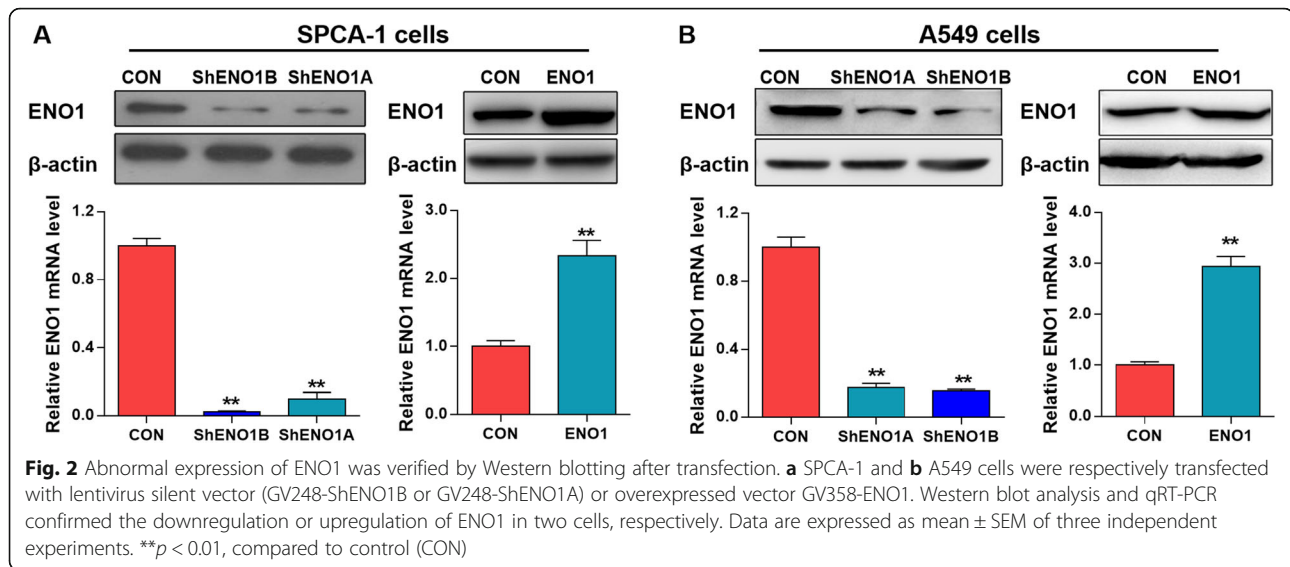 A
SPCA-1 cells
CON ShENO1B ShENO1A
ENO1
β-actin
CON ENO1
ENO1
β-actin
Relative ENO1 mRNA level
1.2
0.8
0.4
0.0
** **
CON ShENO1B ShENO1A
Relative ENO1 mRNA level
3.0
2.0
1.0
0.0
**
CON ENO1
B
A549 cells
CON ShENO1A ShENO1B
ENO1
β-actin
CON ENO1
ENO1
β-actin
Relative ENO1 mRNA level
1.2
0.8
0.4
0.0
** **
CON ShENO1A ShENO1B
Relative ENO1 mRNA level
4.0
3.0
2.0
1.0
0.0
**
CON ENO1
Fig. 2 Abnormal expression of ENO1 was verified by Western blotting after transfection. a SPCA-1 and b A549 cells were respectively transfected
with lentivirus silent vector (GV248-ShENO1B or GV248-ShENO1A) or overexpressed vector GV358-ENO1. Western blot analysis and qRT-PCR
confirmed the downregulation or upregulation of ENO1 in two cells, respectively. Data are expressed as mean ± SEM of three independent
experiments. **p < 0.01, compared to control (CON)